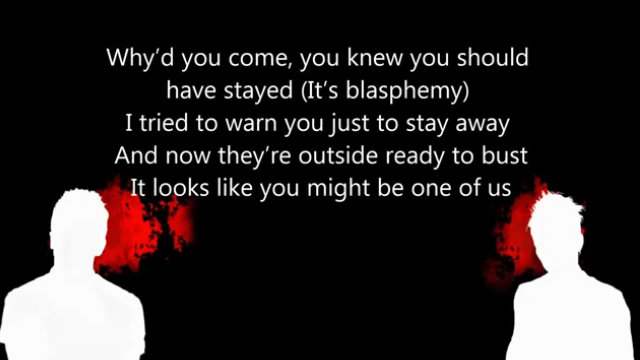 Why’d you come, you knew you should
have stayed (It’s blasphemy)
I tried to warn you just to stay away
And now they’re outside ready to bust
It looks like you might be one of us